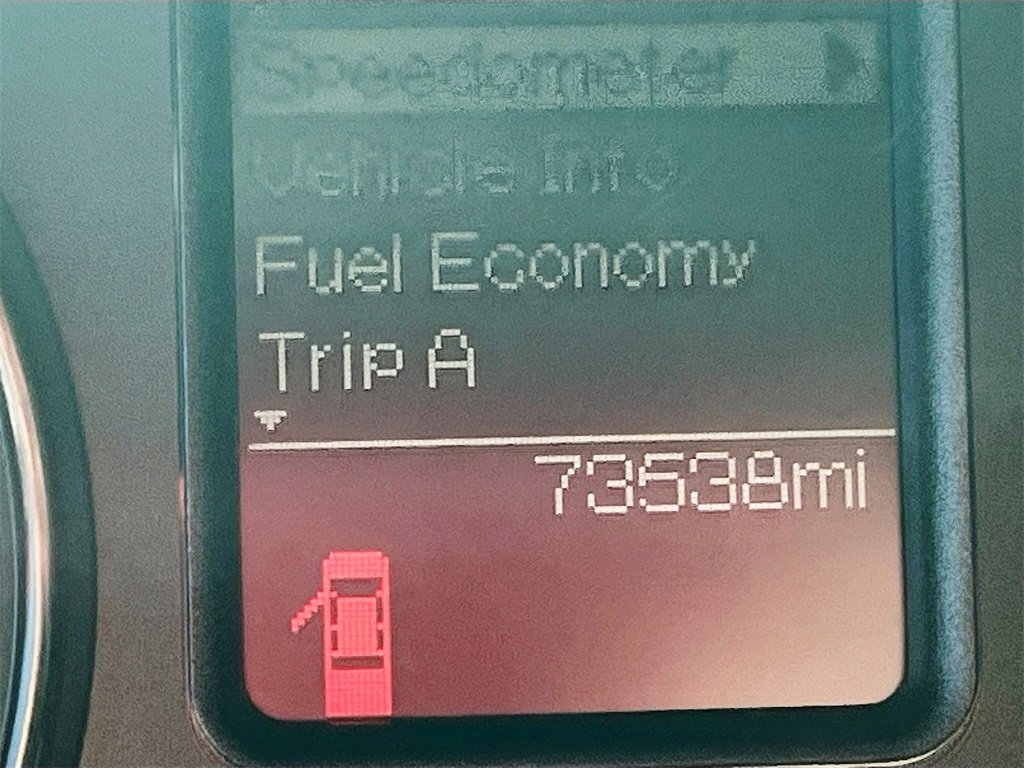 Speedometer
Vehicle Info
Fuel Economy
Trip A
73538mi